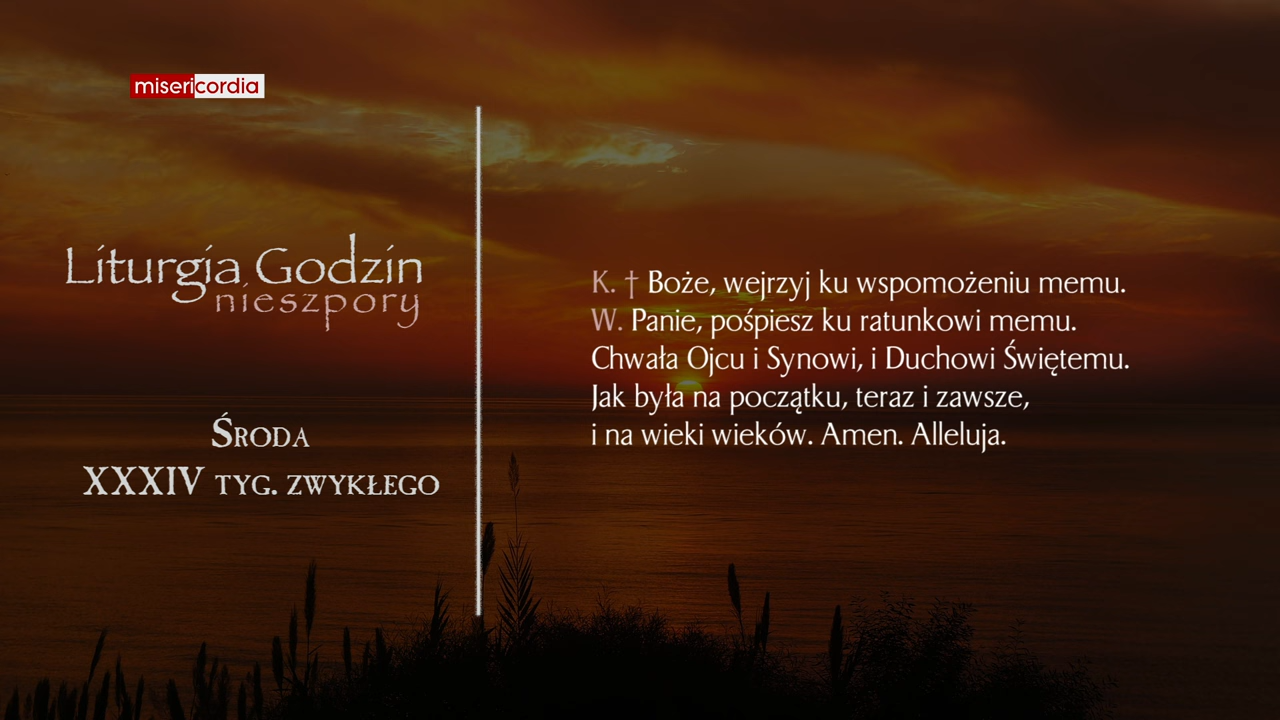 misericordia
Liturgia Godzin
nieszpory
Środa
XXXIV tyg. zwykłego
K. † Boże, wejrzyj ku wspomożeniu memu.
W. Panie, pośpiesz ku ratunkowi memu.
Chwała Ojcu i Synowi, i Duchowi Świętemu.
Jak była na początku, teraz i zawsze,
i na wieki wieków. Amen. Alleluja.